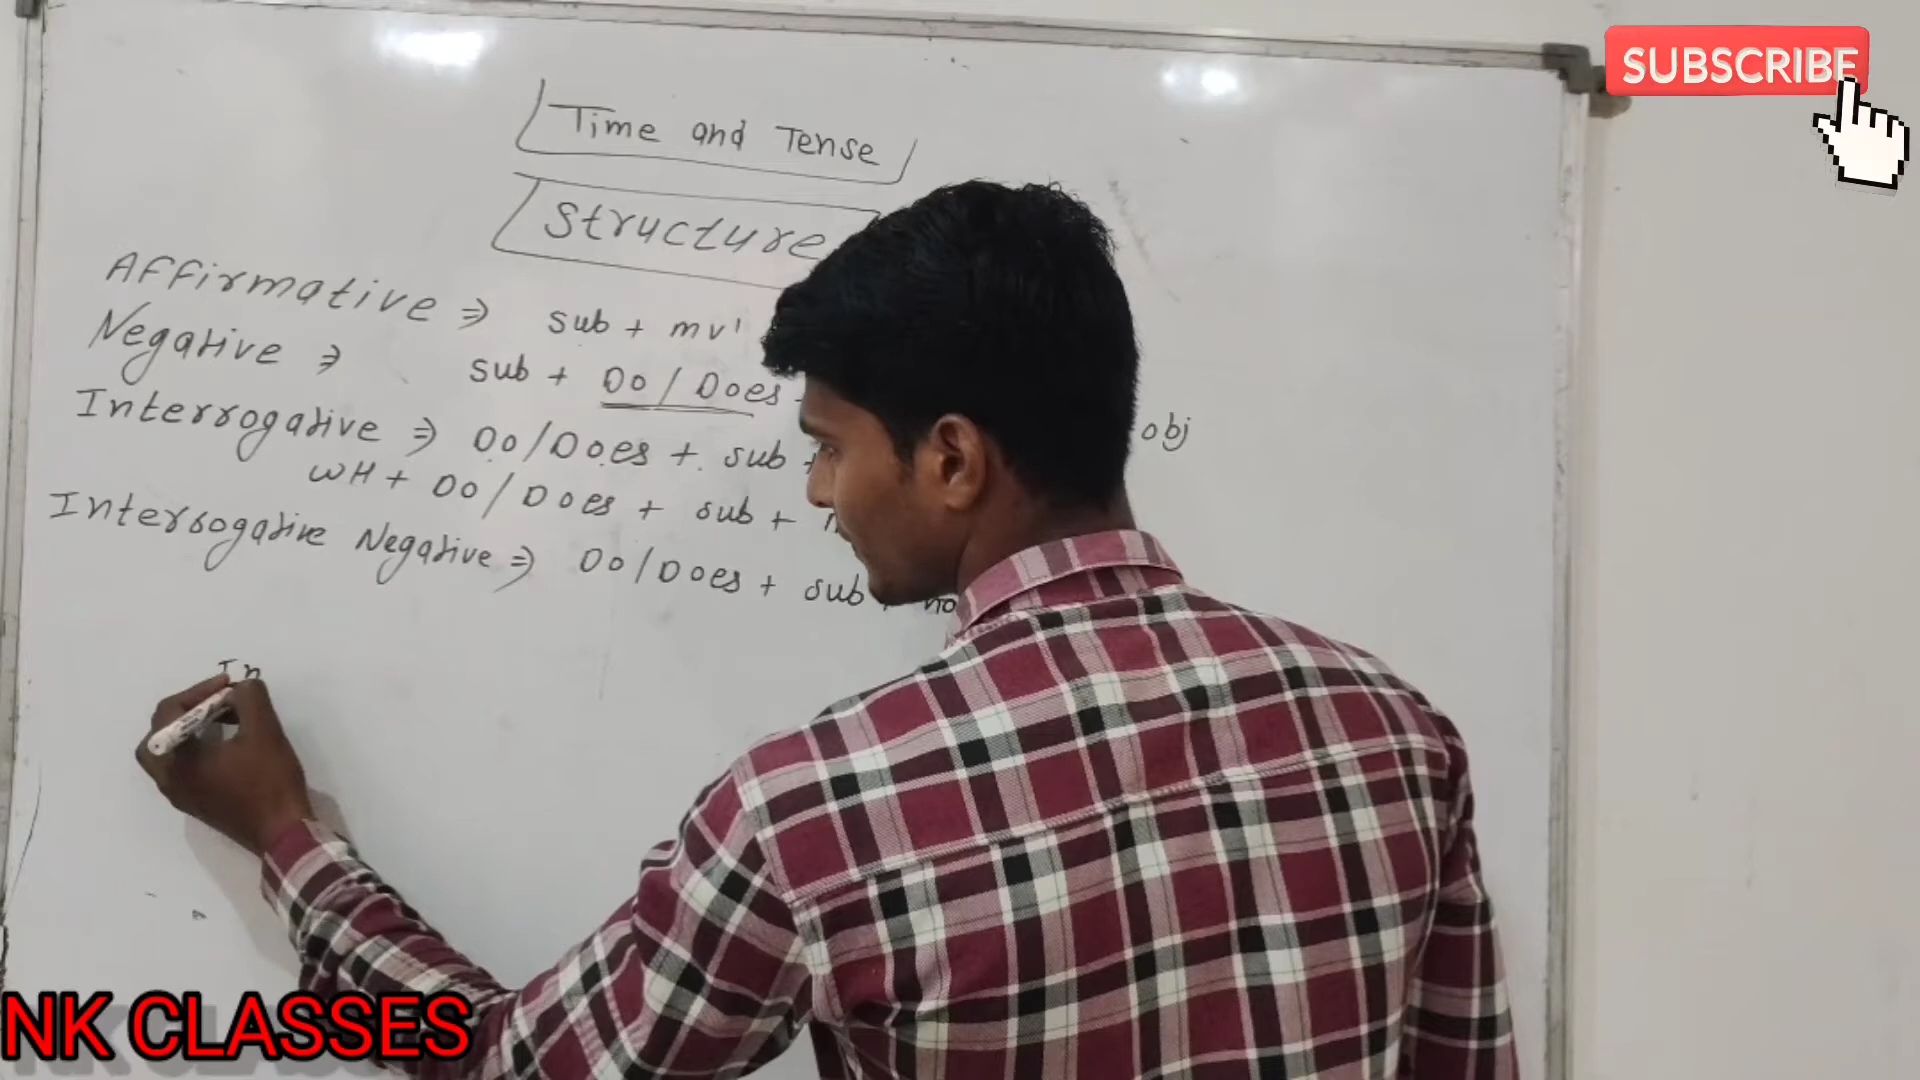 SUBSCRIBE
Time and Tense
Structure
Affirmative ⇒ sub + mv¹
Negative ⇒ sub + Do / Does
Interrogative ⇒ Do/Does + sub + obj
WH + Do / Does + sub +
Interrogative Negative ⇒ Do/Does + sub +
In
NK CLASSES